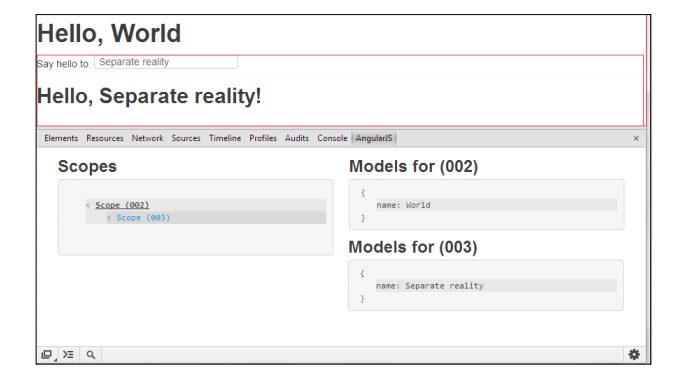 Hello, World
Say hello to: Separate reality
Hello, Separate reality!
Elements Resources Network Sources Timeline Profiles Audits Console AngularJS ×
Scopes
< Scope (002)
< Scope (003)
Models for (002)
{
name: World
}
Models for (003)
{
name: Separate reality
}